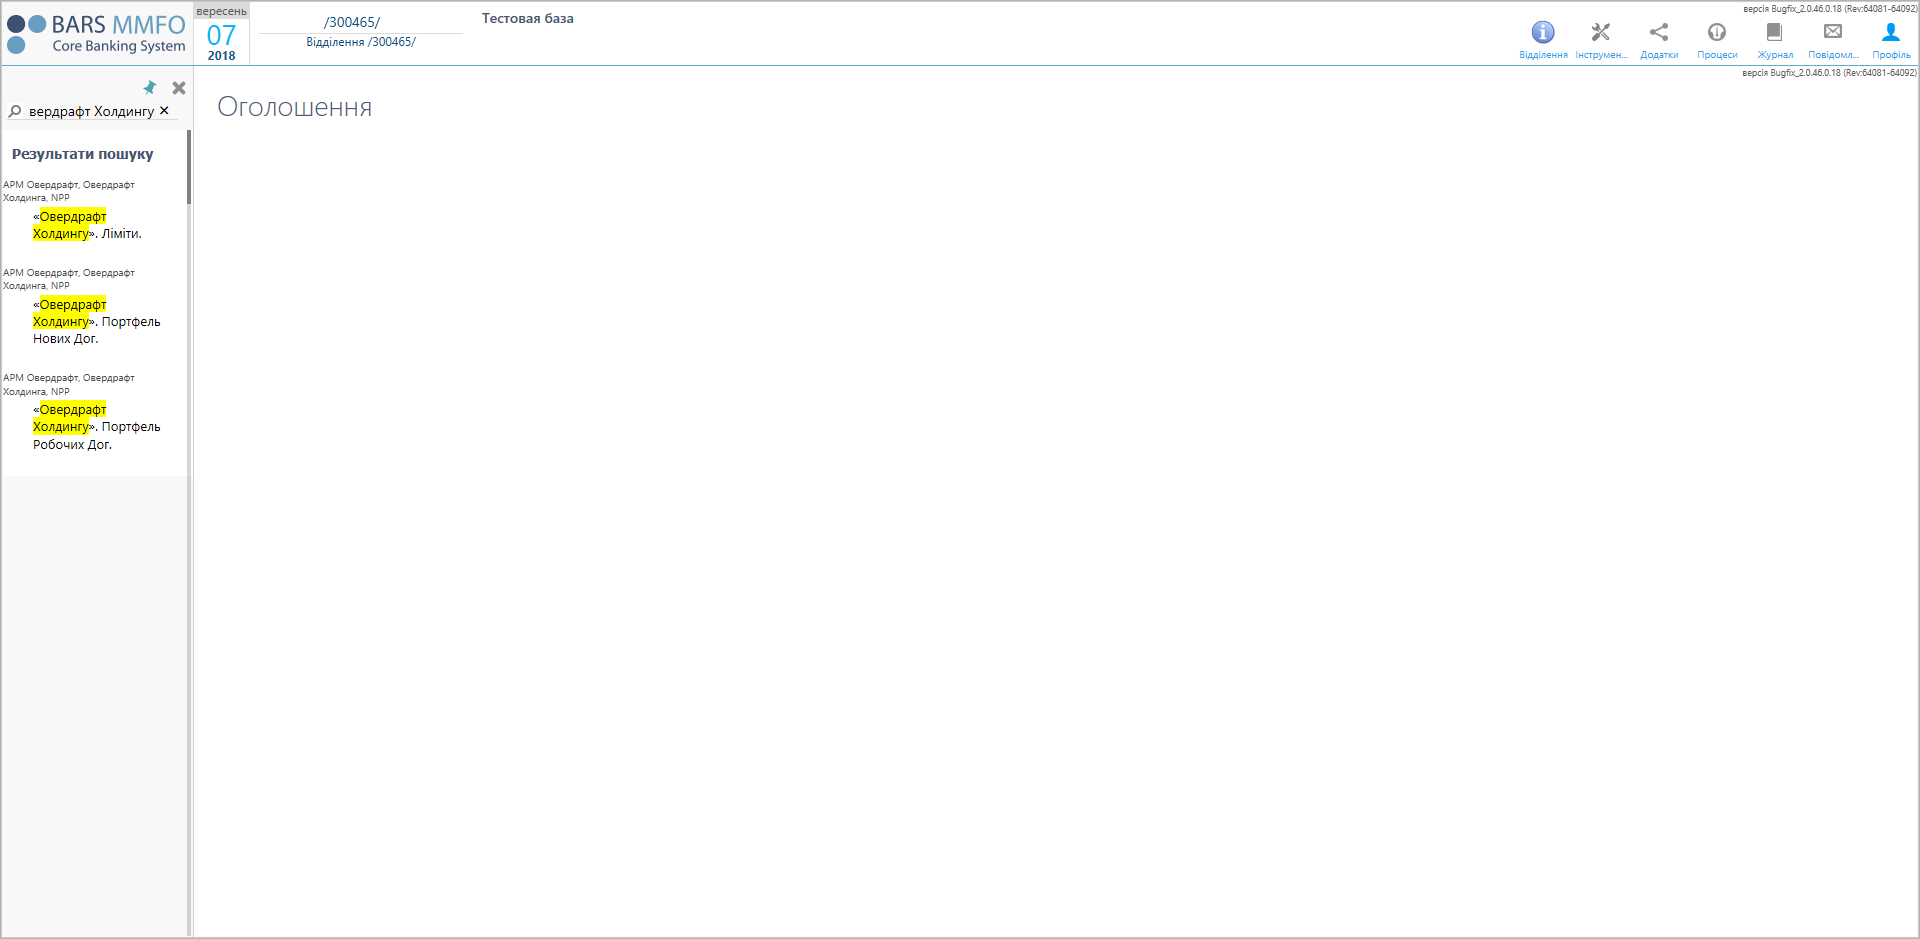 BARS MMFO
Core Banking System
вересень
07
2018
/300465/
Відділення /300465/
Тестовая база
версія Bugfix_2.0.46.0.18 (Rev:64081-64092)
Відділення
Інструмен...
Додатки
Процеси
Журнал
Повідомл...
Профіль
версія Bugfix_2.0.46.0.18 (Rev:64081-64092)
вердрафт Холдингу
Результати пошуку
АРМ Овердрафт, Овердрафт
Холдинга, NPP
«Овердрафт
Холдингу». Ліміти.
АРМ Овердрафт, Овердрафт
Холдинга, NPP
«Овердрафт
Холдингу». Портфель
Нових Дог.
АРМ Овердрафт, Овердрафт
Холдинга, NPP
«Овердрафт
Холдингу». Портфель
Робочих Дог.
Оголошення